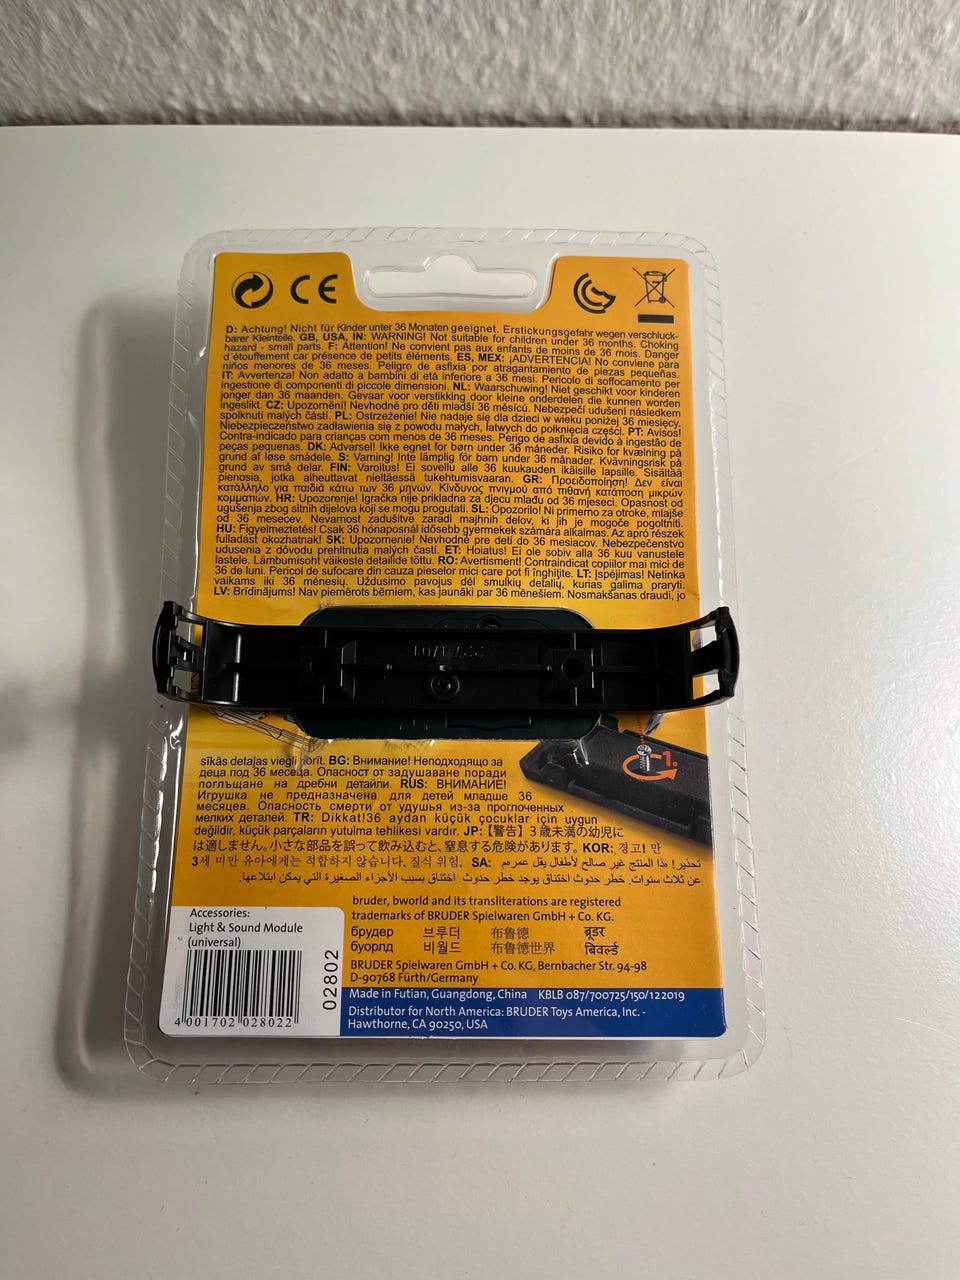 CE
D: Achtung! Nicht für Kinder unter 36 Monaten geeignet. Erstickungsgefahr wegen verschluck-
barer Kleinteile. GB, USA, IN: WARNING! Not suitable for children under 36 months. Choking
hazard - small parts. F: Attention! Ne convient pas aux enfants de moins de 36 mois. Danger
d´étouffement car présence de petits éléments. ES, MEX: ¡ADVERTENCIA! No conviene para
niños menores de 36 meses. Peligro de asfixia por atragantamiento de piezas pequeñas.
IT: Avvertenza! Non adatto a bambini di età inferiore a 36 mesi. Pericolo di soffocamento per
ingestione di componenti di piccole dimensioni. NL: Waarschuwing! Niet geschikt voor kinderen
jonger dan 36 maanden. Gevaar voor verstikking door kleine onderdelen die kunnen worden
ingeslikt. CZ: Upozornění! Nevhodné pro děti mladší 36 měsíců. Nebezpečí udušení následkem
spolknutí malých částí. PL: Ostrzeżenie! Nie nadaje się dla dzieci w wieku poniżej 36 miesięcy.
Niebezpieczeństwo zadławienia się z powodu małych, łatwych do połknięcia części. PT: Avisos!
Contra-indicado para crianças com menos de 36 meses. Perigo de asfixia devido à ingestão de
peças pequenas. DK: Advarsel! Ikke egnet for børn under 36 måneder. Risiko for kvælning på
grund af løse smådele. S: Varning! Inte lämplig för barn under 36 månader. Kvävningsrisk på
grund av små delar. FIN: Varoitus! Ei sovellu alle 36 kuukauden ikäisille lapsille. Sisältää
pienosia, jotka aiheuttavat nieltäessä tukehtumisvaaran. GR: Προειδοποίηση! Δεν είναι
κατάλληλο για παιδιά κάτω των 36 μηνών. Κίνδυνος πνιγμού από πιθανή κατάποση μικρών
κομματιών. HR: Upozorenje! Igračka nije prikladna za djecu mlađu od 36 mjeseci. Opasnost od
ugušenja zbog sitnih dijelova koji se mogu progutati. SL: Opozorilo! Ni primerno za otroke, mlajše
od 36 mesecev. Nevarnost zadušitve zaradi majhnih delov, ki jih je mogoče pogoltniti.
HU: Figyelmeztetés! Csak 36 hónaposnál idősebb gyermekek számára alkalmas. Az apró részek
fulladást okozhatnak! SK: Upozornenie! Nevhodné pre deti do 36 mesiacov. Nebezpečenstvo
udusenia z dôvodu prehltnutia malých častí. ET: Hoiatus! Ei ole sobiv alla 36 kuu vanustele
lastele. Lämbumisoht väikeste detailide tõttu. RO: Avertisment! Contraindicat copiilor mai mici de
36 de luni. Pericol de sufocare din cauza pieselor mici care pot fi înghițite. LT: Įspėjimas! Netinka
vaikams iki 36 mėnesių. Uždusimo pavojus dėl smulkių detalių, kurias galima praryti.
LV: Brīdinājums! Nav piemērots bērniem, kas jaunāki par 36 mēnešiem. Nosmakšanas draudi, jo
sīkās detaļas viegli norīt. BG: Внимание! Неподходящо за
деца под 36 месеца. Опасност от задушаване поради
поглъщане на дребни детайли. RUS: ВНИМАНИЕ!
Игрушка не предназначена для детей младше 36
месяцев. Опасность смерти от удушья из-за проглоченных
мелких деталей. TR: Dikkat!36 aydan küçük çocuklar için uygun
değildir, küçük parçaların yutulma tehlikesi vardır. JP:【警告】3歳未満の幼児に
は適しません。小さな部品を誤って飲み込むと、窒息する危険があります。KOR: 경고! 만
3세 미만 유아에게는 적합하지 않습니다. 질식 위험. SA: تحذير! هذا المنتج غير صالح لأطفال يقل عمرهم
عن ثلاث سنوات. خطر حدوث اختناق يوجد خطر حدوث اختناق بسبب الأجزاء الصغيرة التي يمكن ابتلاعها.
1.
bruder, bworld and its transliterations are registered
trademarks of BRUDER Spielwaren GmbH + Co. KG.
брудер 브루더 布鲁德 ब्रूडर
буорлд 비월드 布鲁德世界 बिवर्ल्ड
BRUDER Spielwaren GmbH + Co. KG, Bernbacher Str. 94-98
D-90768 Fürth/Germany
Made in Futian, Guangdong, China KBLB 087/700725/150/122019
Distributor for North America: BRUDER Toys America, Inc. -
Hawthorne, CA 90250, USA
Accessories:
Light & Sound Module
(universal)
02802
4 001702 028022